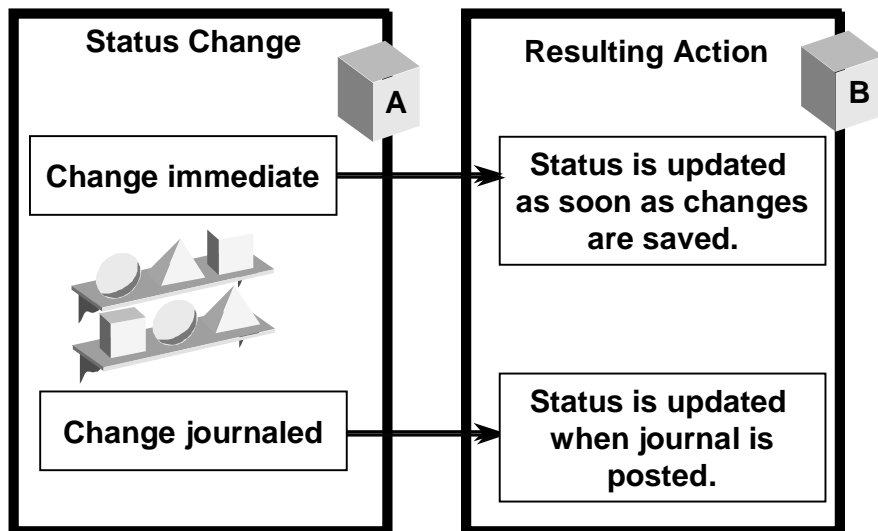 Status Change
A
Change immediate
Change journaled
Resulting Action
B
Status is updated
as soon as changes
are saved.
Status is updated
when journal is
posted.